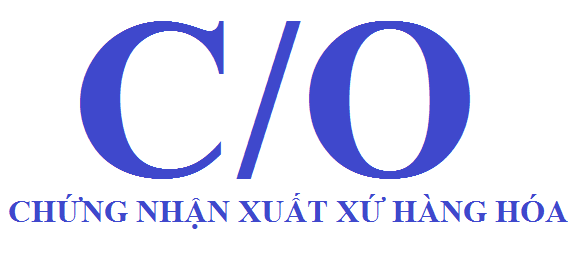 C/O
CHỨNG NHẬN XUẤT XỨ HÀNG HÓA